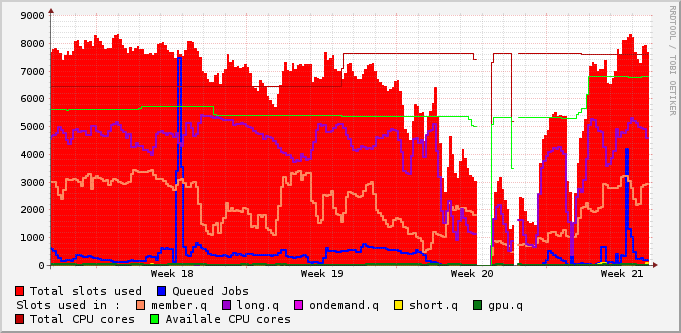 9000
8000
7000
6000
5000
4000
3000
2000
1000
0
Week 18 Week 19 Week 20 Week 21
RRDTOOL / TOBI OETIKER
Total slots used Queued Jobs
Slots used in : member.q long.q ondemand.q short.q gpu.q
Total CPU cores Availale CPU cores